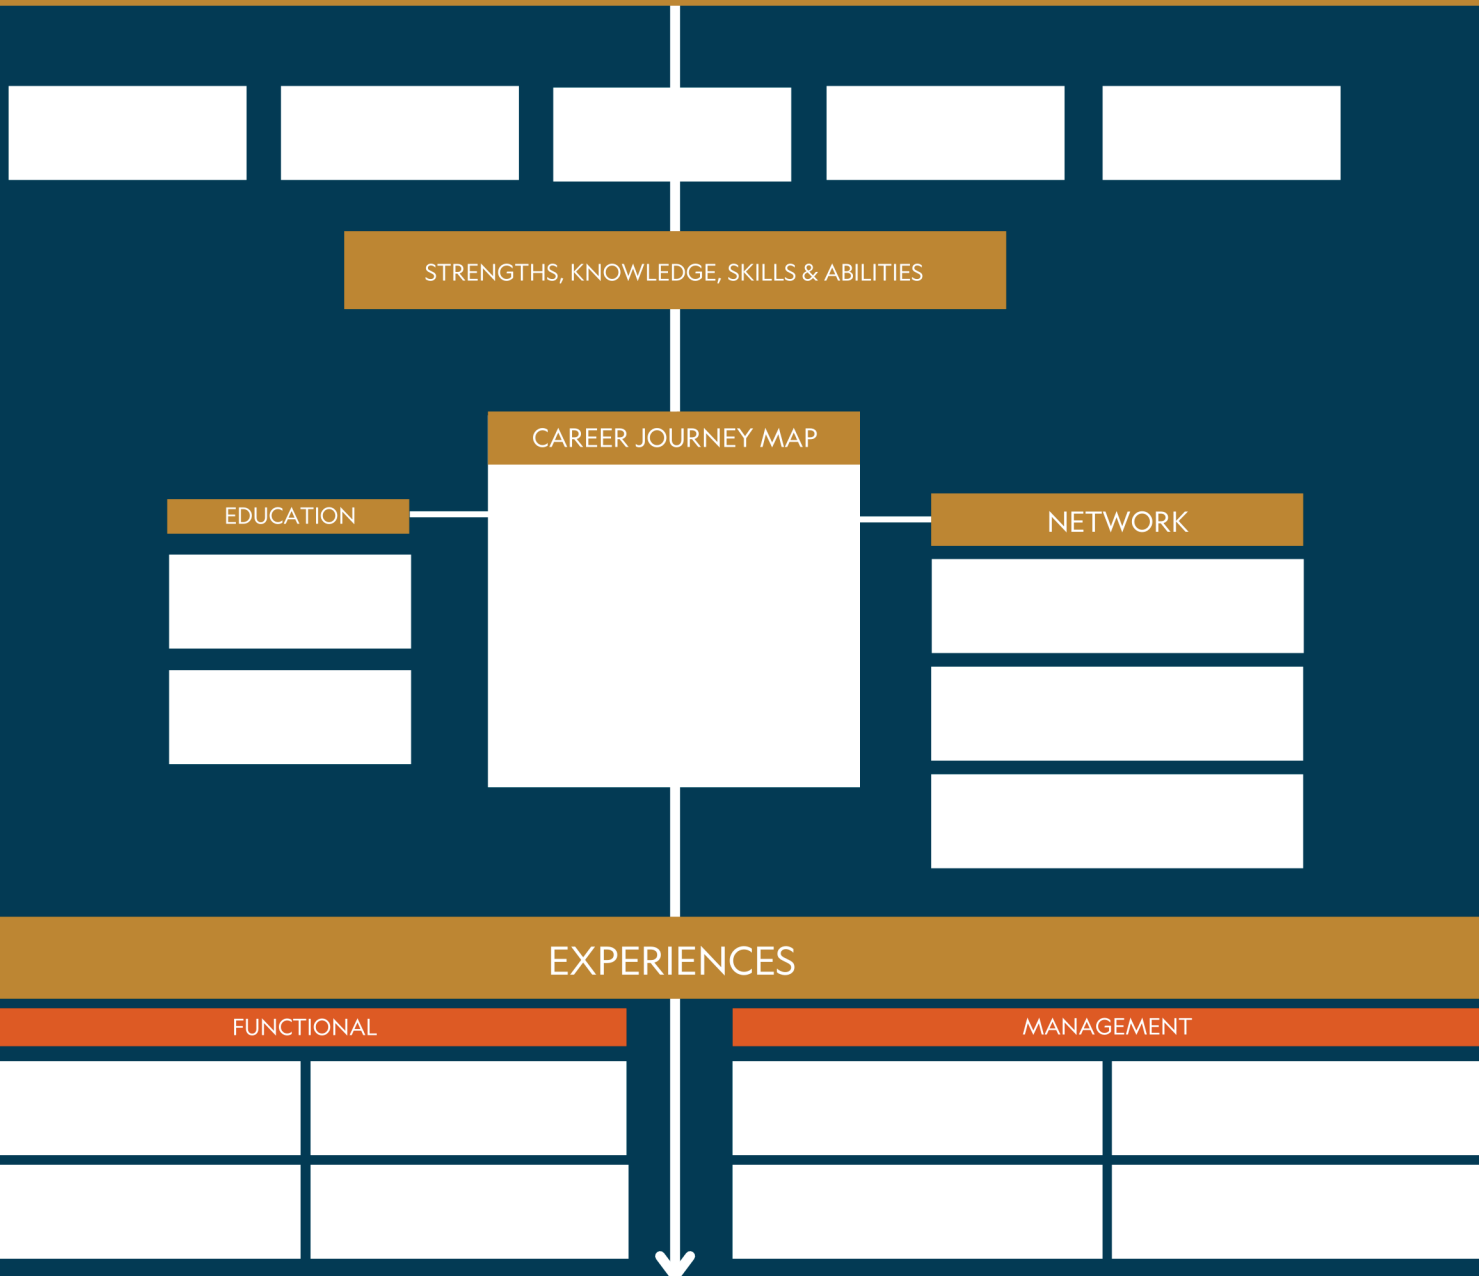 STRENGTHS, KNOWLEDGE, SKILLS & ABILITIES
CAREER JOURNEY MAP
EDUCATION
NETWORK
EXPERIENCES
FUNCTIONAL
MANAGEMENT